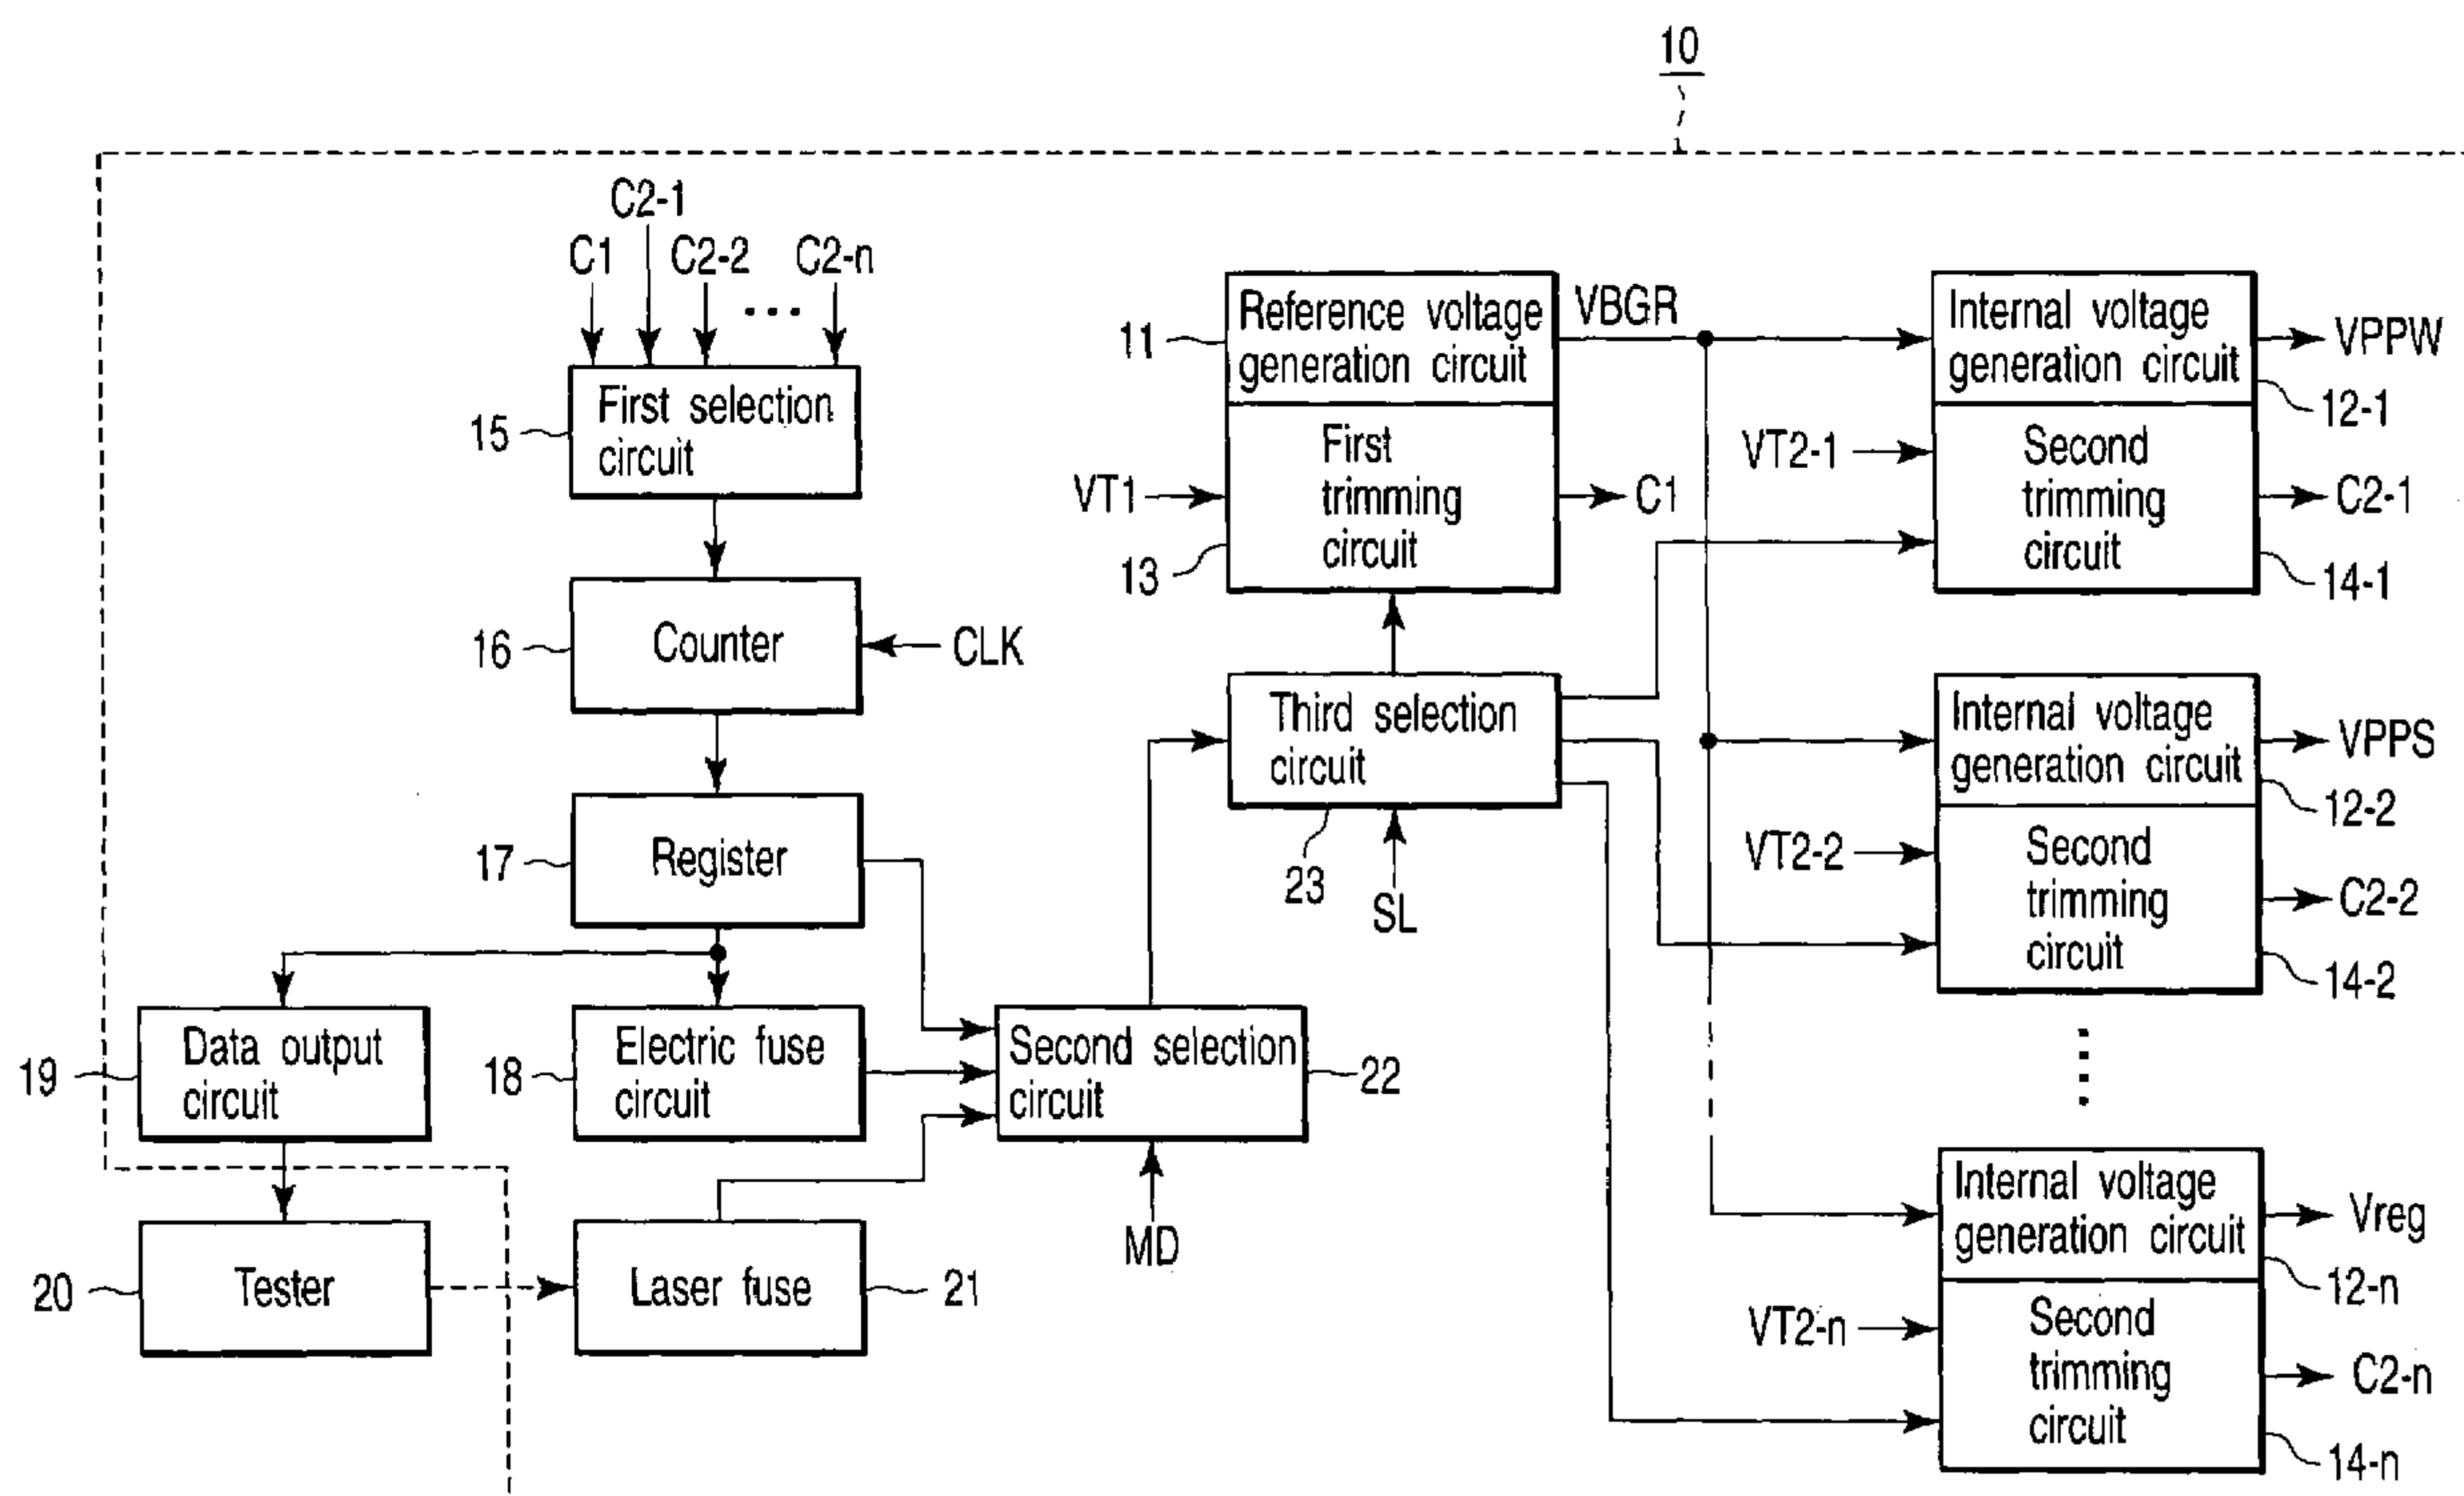 10
C2-1
C1
C2-2
...
C2-n
First selection
circuit
15
Counter
16
CLK
Register
17
Data output
circuit
19
Electric fuse
circuit
18
Second selection
circuit
22
MD
Tester
20
Laser fuse
21
Reference voltage
generation circuit
11
VBGR
First
trimming
circuit
VT1
C1
13
Third selection
circuit
23
SL
Internal voltage
generation circuit
VPPW
12-1
VT2-1
Second
trimming
circuit
C2-1
14-1
Internal voltage
generation circuit
VPPS
12-2
VT2-2
Second
trimming
circuit
C2-2
14-2
Internal voltage
generation circuit
Vreg
12-n
VT2-n
Second
trimming
circuit
C2-n
14-n